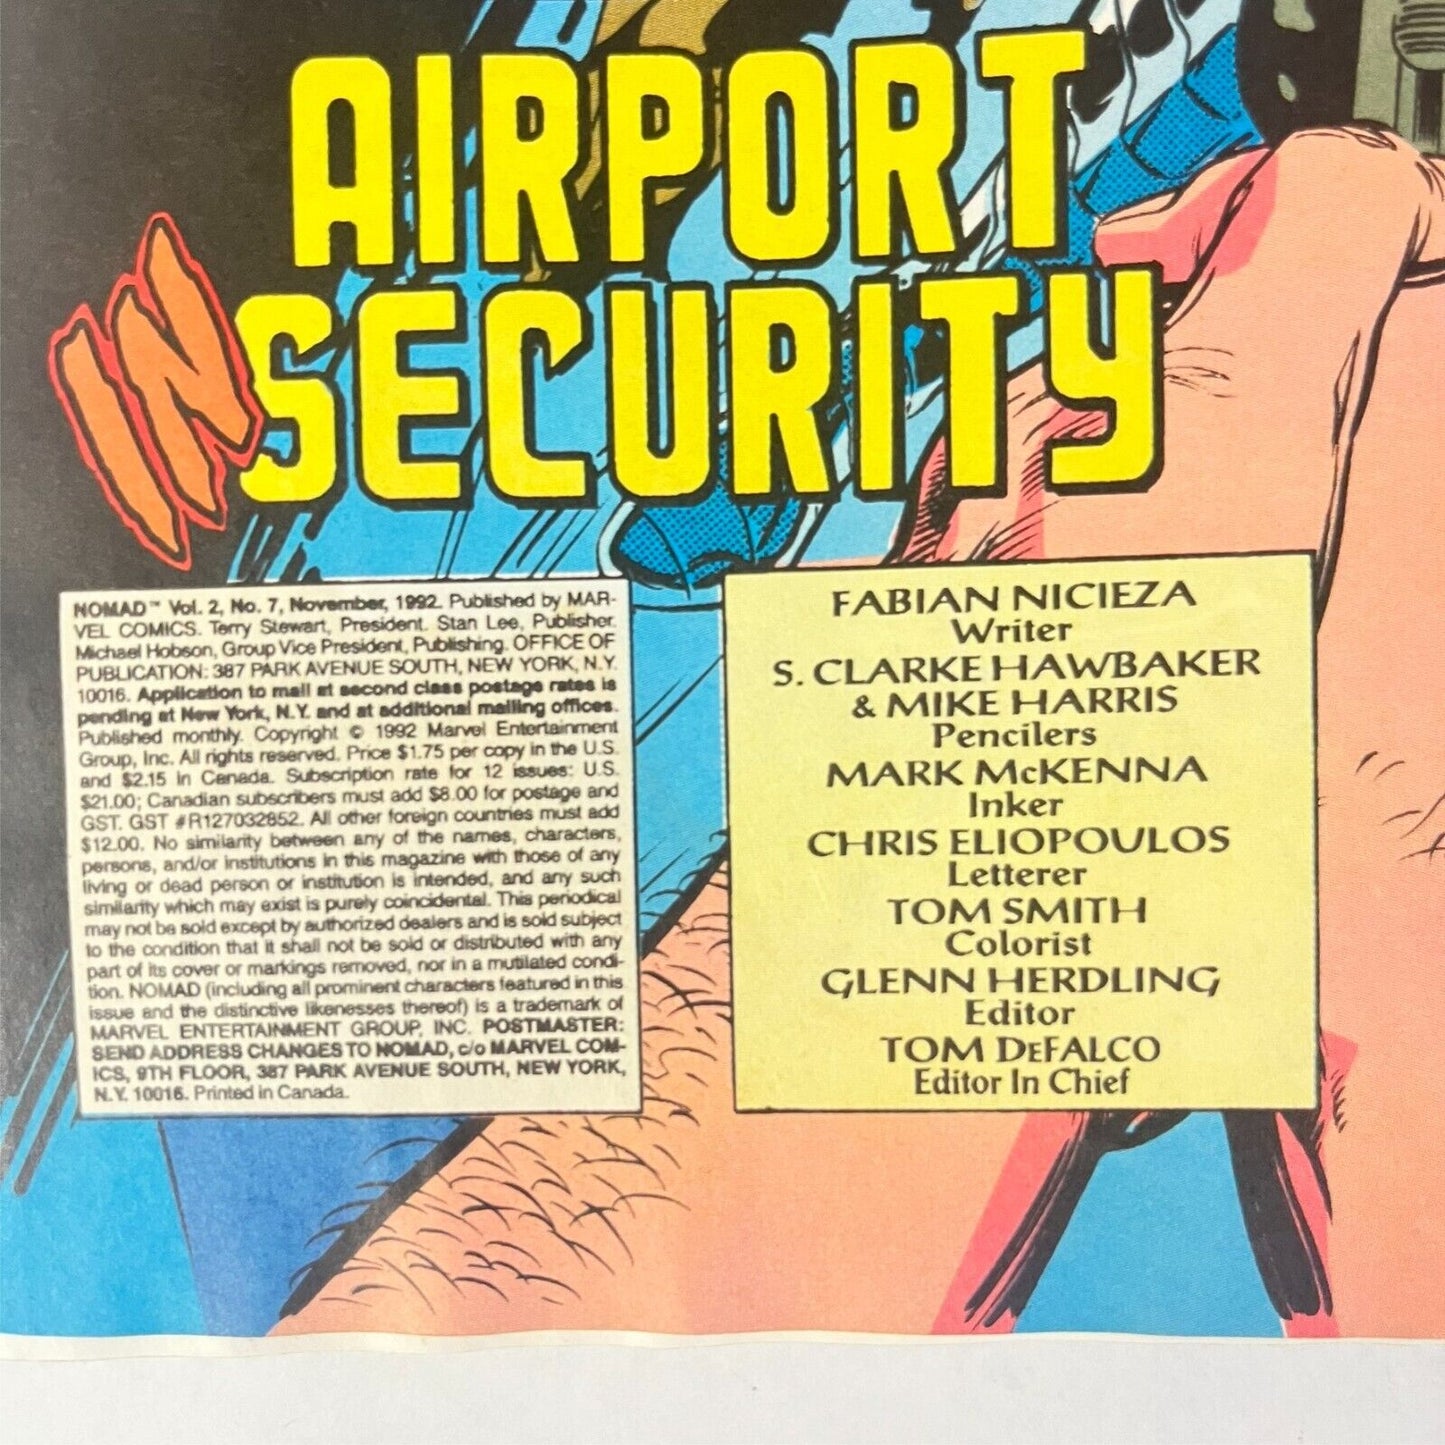 AIRPORT
INSECURITY
NOMAD™ Vol. 2, No. 7, November, 1992. Published by MAR-
VEL COMICS. Terry Stewart, President. Stan Lee, Publisher.
Michael Hobson, Group Vice President, Publishing. OFFICE OF
PUBLICATION: 387 PARK AVENUE SOUTH, NEW YORK, N.Y.
10016. Application to mail at second class postage rates is
pending at New York, N.Y. and at additional mailing offices.
Published monthly. Copyright © 1992 Marvel Entertainment
Group, Inc. All rights reserved. Price $1.75 per copy in the U.S.
and $2.15 in Canada. Subscription rate for 12 issues: U.S.
$21.00; Canadian subscribers must add $8.00 for postage and
GST. GST #R127032852. All other foreign countries must add
$12.00. No similarity between any of the names, characters,
persons, and/or institutions in this magazine with those of any
living or dead person or institution is intended, and any such
similarity which may exist is purely coincidental. This periodical
may not be sold except by authorized dealers and is sold subject
to the condition that it shall not be sold or distributed with any
part of its cover or markings removed, nor in a mutilated condi-
tion. NOMAD (including all prominent characters featured in this
issue and the distinctive likenesses thereof) is a trademark of
MARVEL ENTERTAINMENT GROUP, INC. POSTMASTER:
SEND ADDRESS CHANGES TO NOMAD, c/o MARVEL COM-
ICS, 9TH FLOOR, 387 PARK AVENUE SOUTH, NEW YORK,
N.Y. 10016. Printed in Canada.
FABIAN NICIEZA
Writer
S. CLARKE HAWBAKER
& MIKE HARRIS
Pencilers
MARK McKENNA
Inker
CHRIS ELIOPOULOS
Letterer
TOM SMITH
Colorist
GLENN HERDLING
Editor
TOM DeFALCO
Editor In Chief